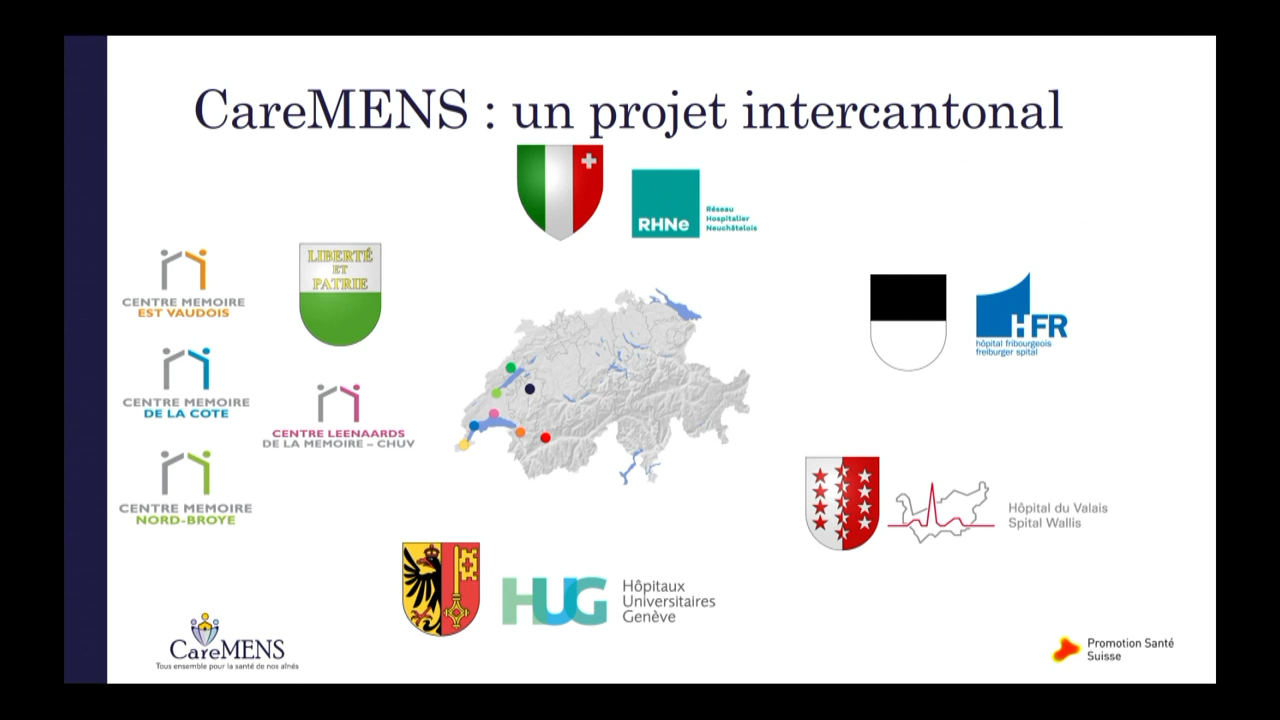 CareMENS : un projet intercantonal
RHNe
Réseau
Hospitalier
Neuchâtelois
LIBERTÉ
ET
PATRIE
CENTRE MEMOIRE
EST VAUDOIS
CENTRE MEMOIRE
DE LA COTE
CENTRE LEENAARDS
DE LA MEMOIRE – CHUV
CENTRE MEMOIRE
NORD-BROYE
HFR
hôpital fribourgeois
freiburger spital
Hôpital du Valais
Spital Wallis
HUG
Hôpitaux
Universitaires
Genève
CareMENS
Tous ensemble pour la santé de nos aînés
Promotion Santé
Suisse